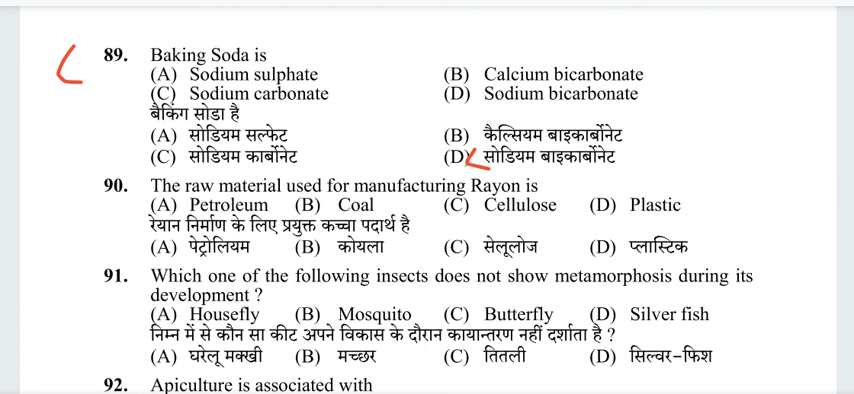 89. Baking Soda is
(A) Sodium sulphate (B) Calcium bicarbonate
(C) Sodium carbonate (D) Sodium bicarbonate
बैकिंग सोडा है
(A) सोडियम सल्फेट (B) कैल्सियम बाइकार्बोनेट
(C) सोडियम कार्बोनेट (D) सोडियम बाइकार्बोनेट
90. The raw material used for manufacturing Rayon is
(A) Petroleum (B) Coal (C) Cellulose (D) Plastic
रेयान निर्माण के लिए प्रयुक्त कच्चा पदार्थ है
(A) पेट्रोलियम (B) कोयला (C) सेलूलोज (D) प्लास्टिक
91. Which one of the following insects does not show metamorphosis during its
development ?
(A) Housefly (B) Mosquito (C) Butterfly (D) Silver fish
निम्न में से कौन सा कीट अपने विकास के दौरान कायान्तरण नहीं दर्शाता है ?
(A) घरेलू मक्खी (B) मच्छर (C) तितली (D) सिल्वर-फिश
92. Apiculture is associated with